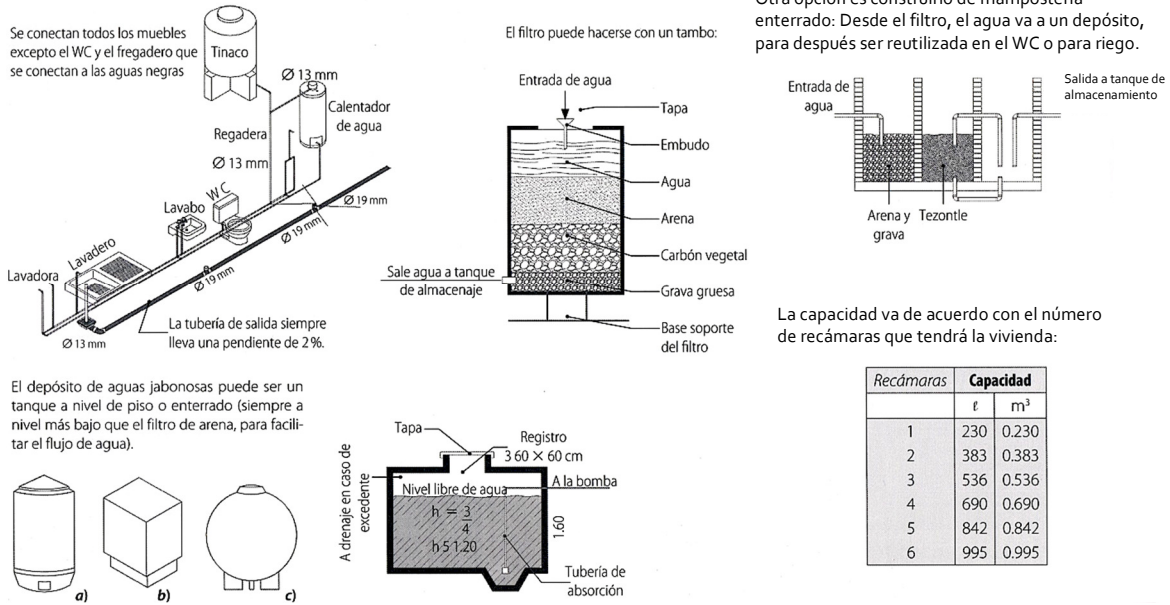 Se conectan todos los muebles
excepto el WC y el fregadero que
se conectan a las aguas negras
Tinaco
Ø 13 mm
Calentador
de agua
Regadera
Ø 13 mm
WC
Lavabo
Ø 19 mm
Ø 19 mm
Lavadero
Lavadora
Ø 19 mm
La tubería de salida siempre
lleva una pendiente de 2%.
Ø 13 mm
El filtro puede hacerse con un tambo:
Entrada de agua
Tapa
Embudo
Agua
Arena
Carbón vegetal
Sale agua a tanque
de almacenaje
Grava gruesa
Base soporte
del filtro
enterrado: Desde el filtro, el agua va a un depósito,
para después ser reutilizada en el WC o para riego.
Entrada de
agua
Salida a tanque de
almacenamiento
Arena y
grava
Tezontle
El depósito de aguas jabonosas puede ser un
tanque a nivel de piso o enterrado (siempre a
nivel más bajo que el filtro de arena, para facili-
tar el flujo de agua).
a)
b)
c)
Tapa
Registro
3 60 × 60 cm
A la bomba
Nivel libre de agua
h = 3/4
h 5 1.20
1.60
A drenaje en caso de
excedente
Tubería de
absorción
La capacidad va de acuerdo con el número
de recámaras que tendrá la vivienda:
Recámaras Capacidad
ℓ m³
1 230 0.230
2 383 0.383
3 536 0.536
4 690 0.690
5 842 0.842
6 995 0.995